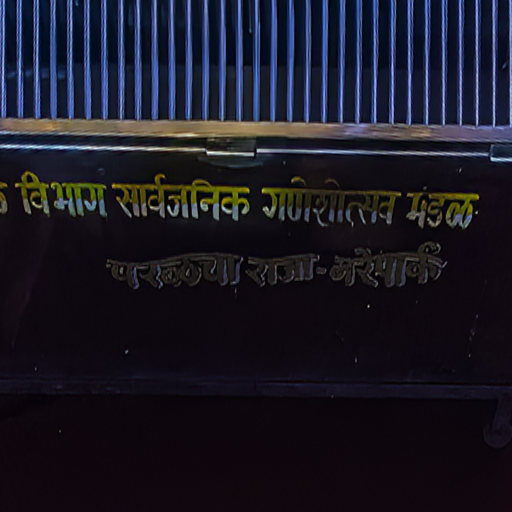 विभाग सार्वजनिक गणेशोत्सव मंडळ
परळचा राजा-नरेपार्क